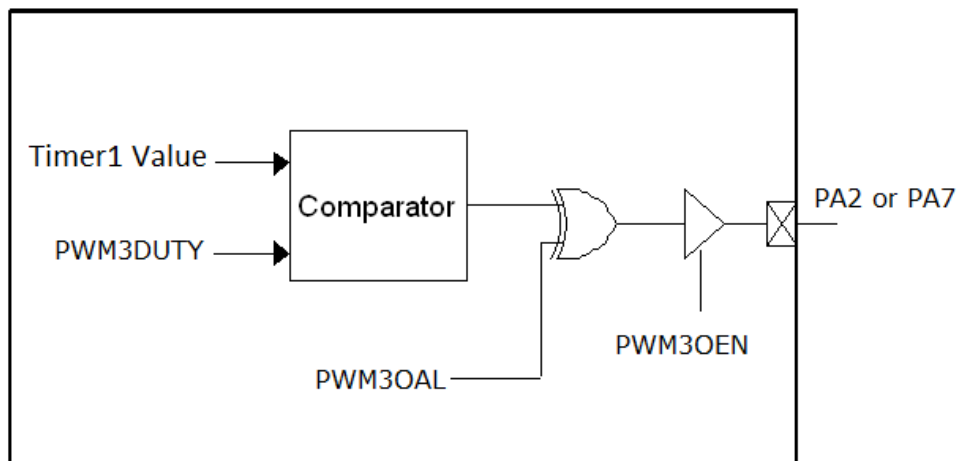 Timer1 Value
PWM3DUTY
Comparator
PWM3OAL
PWM3OEN
PA2 or PA7